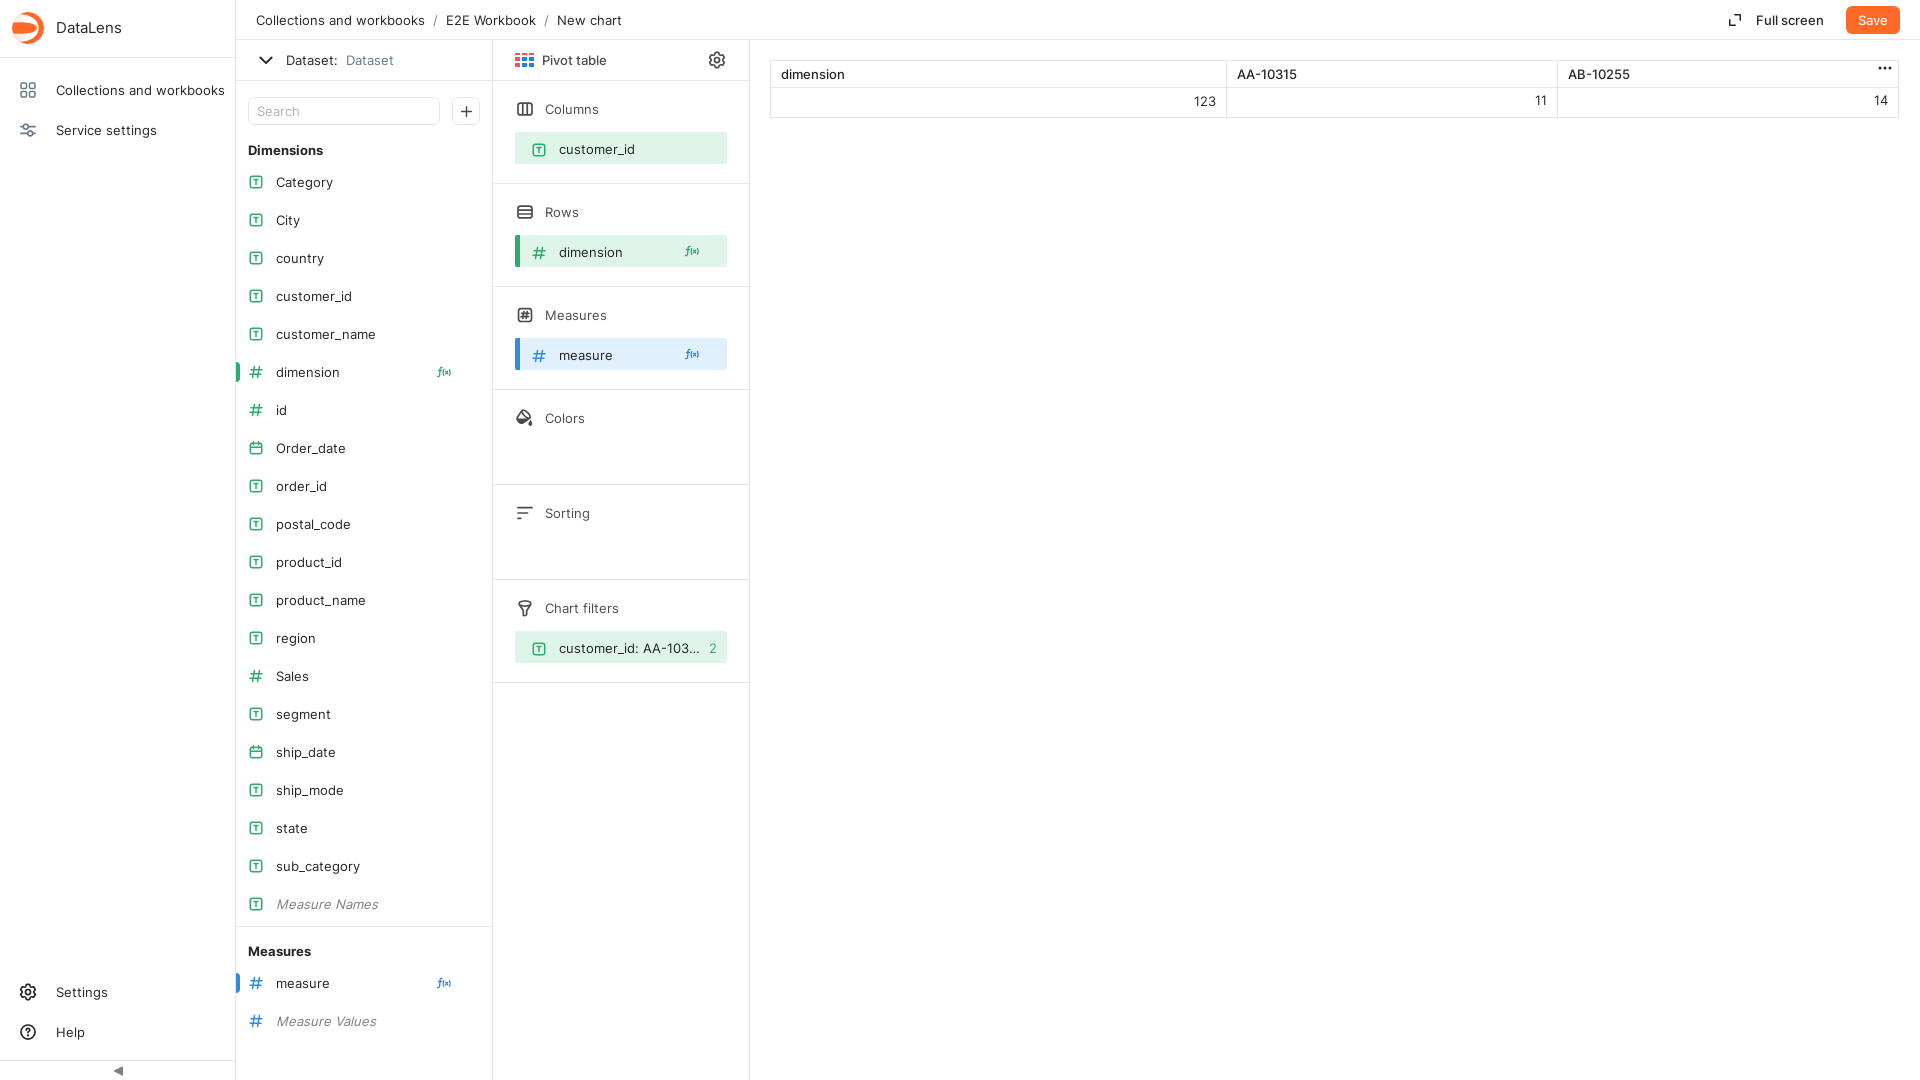 DataLens
Collections and workbooks
Service settings
Settings
Help
Collections and workbooks / E2E Workbook / New chart
Full screen
Save
Dataset: Dataset
Search
Dimensions
Category
City
country
customer_id
customer_name
dimension
id
Order_date
order_id
postal_code
product_id
product_name
region
Sales
segment
ship_date
ship_mode
state
sub_category
Measure Names
Measures
measure
Measure Values
Pivot table
Columns
customer_id
Rows
dimension
Measures
measure
Colors
Sorting
Chart filters
customer_id: AA-103... 2
dimension AA-10315 AB-10255
123 11 14